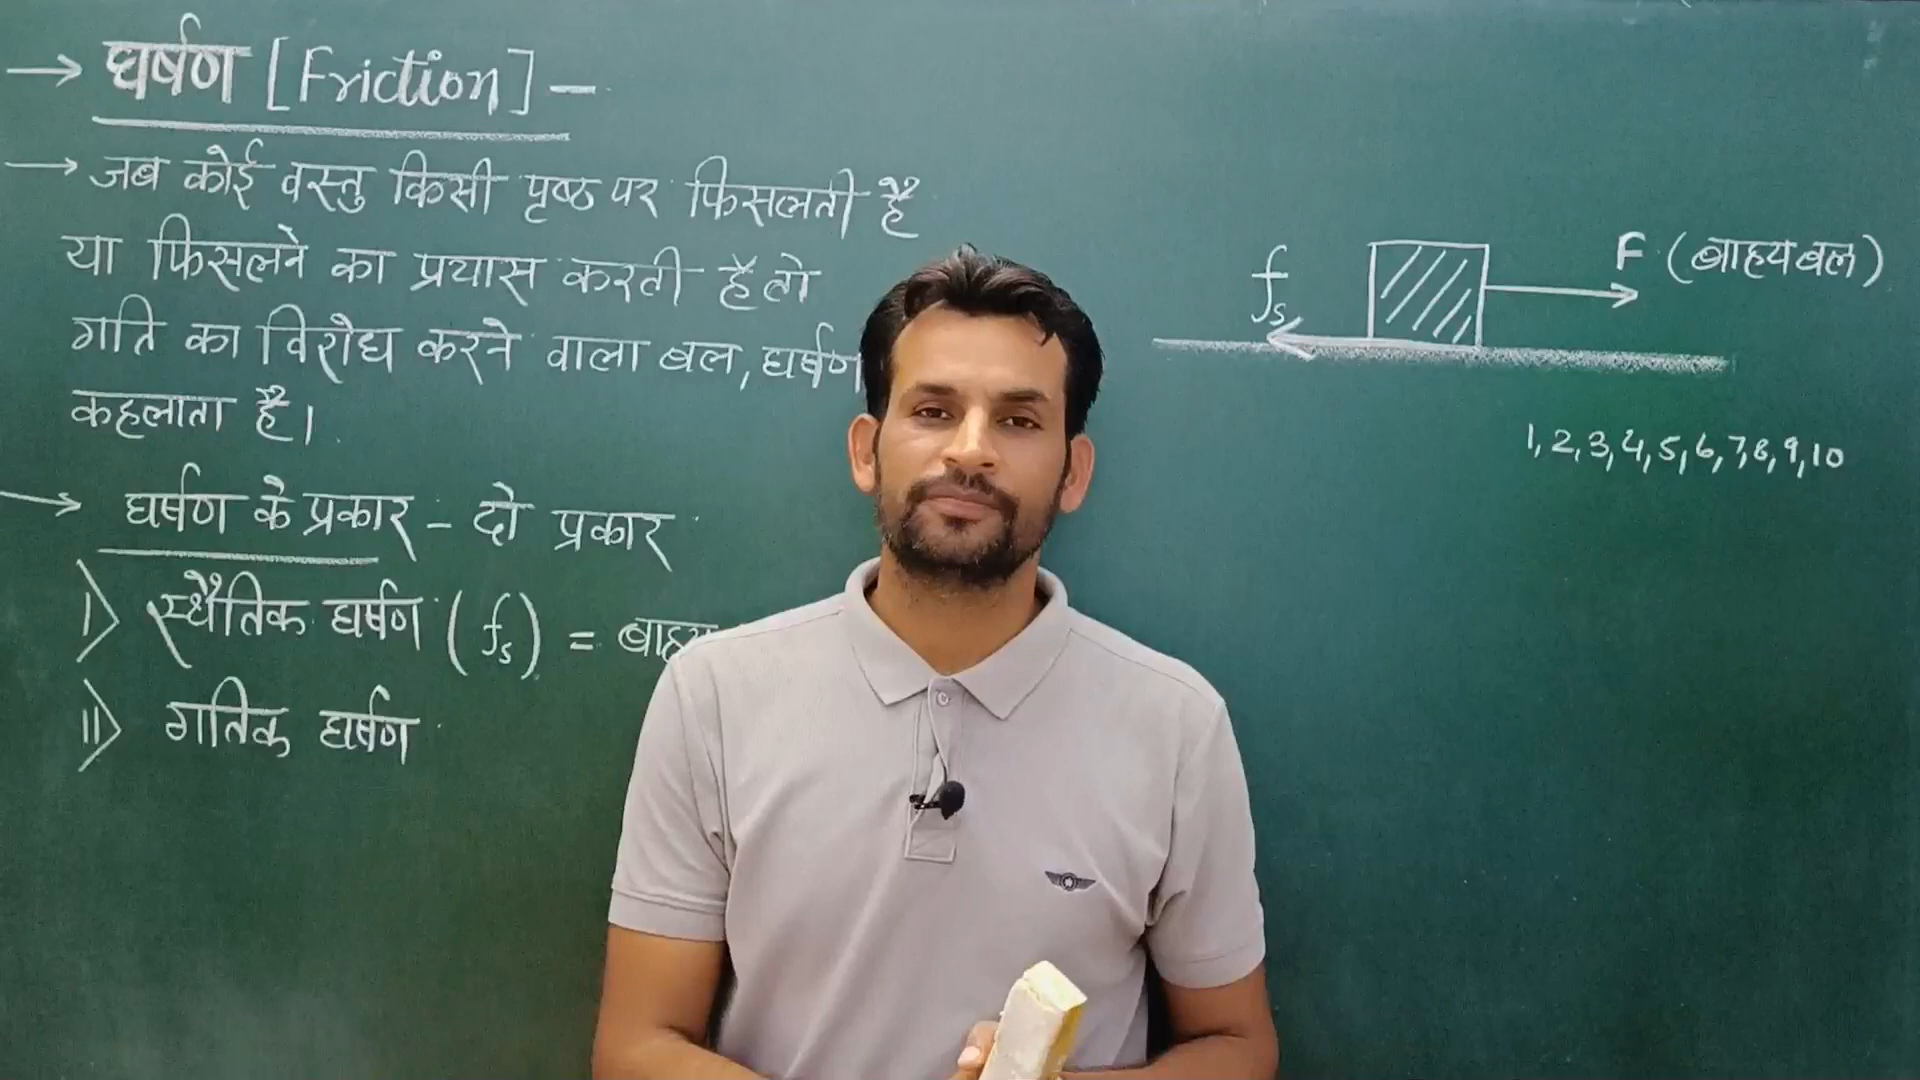 → घर्षण [Friction] –
→ जब कोई वस्तु किसी पृष्ठ पर फिसलती है
या फिसलने का प्रयास करती है तो
गति का विरोध करने वाला बल, घर्षण
कहलाता है।
→ घर्षण के प्रकार – दो प्रकार
I) स्थैतिक घर्षण (fs) =
II) गतिक घर्षण
fs
F (बाह्य बल)
1, 2, 3, 4, 5, 6, 7, 8, 9, 10